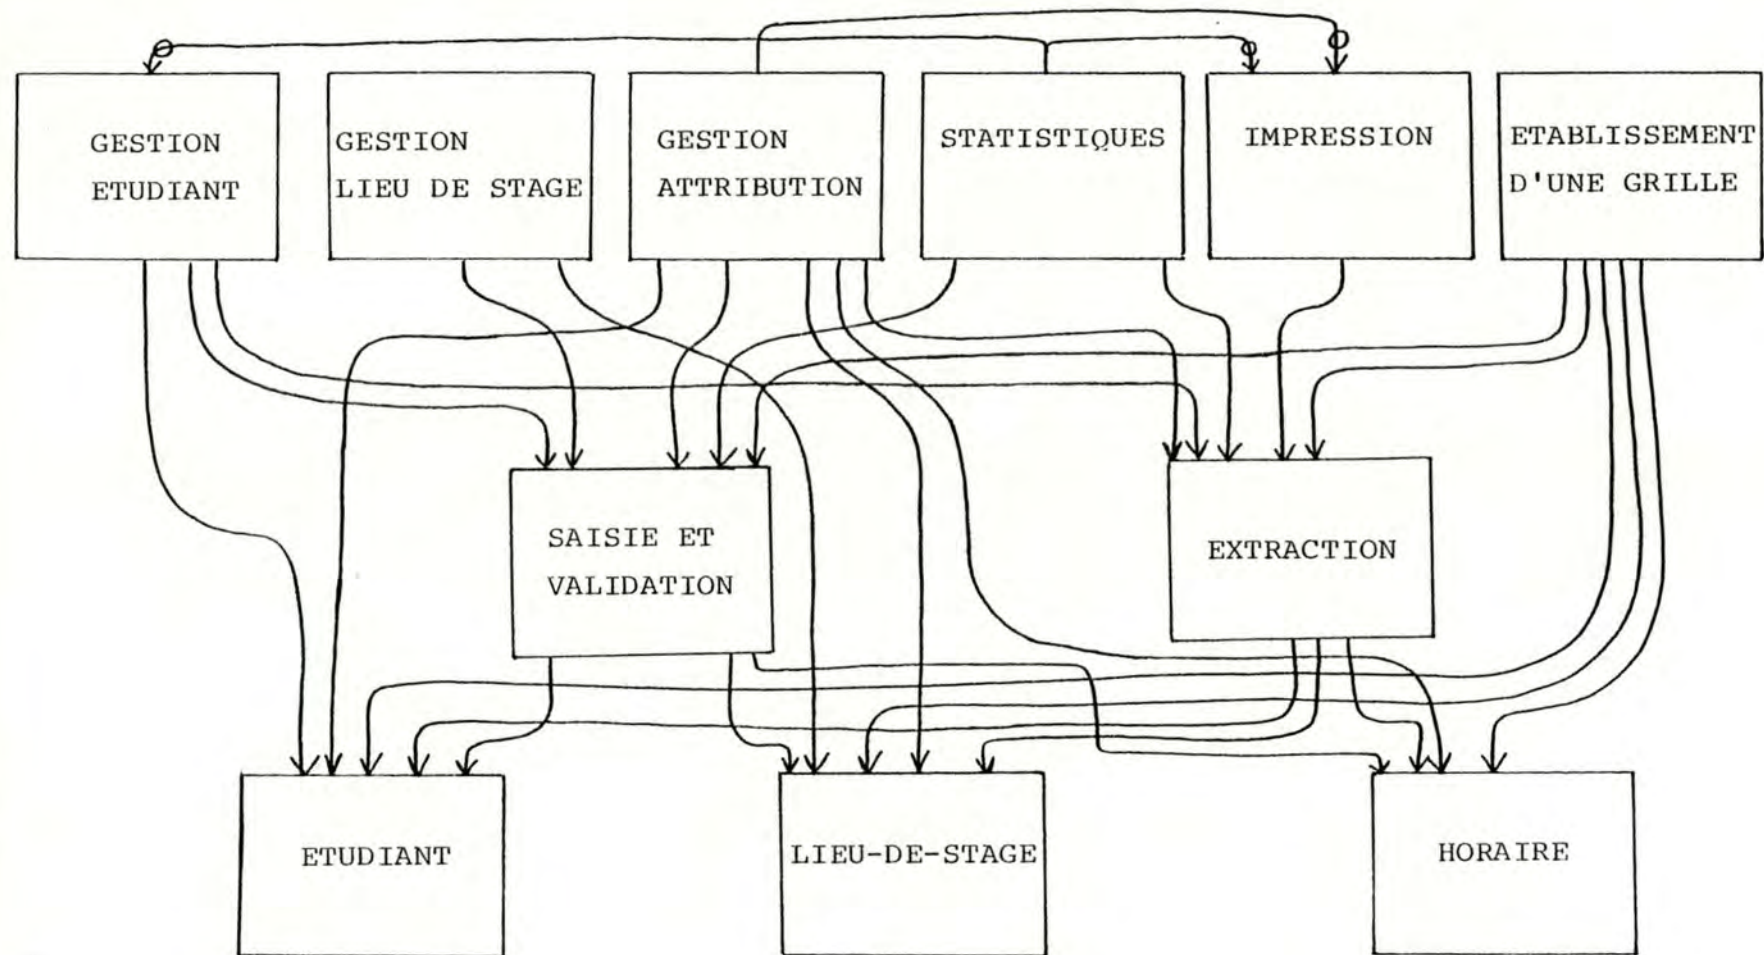 GESTION
ETUDIANT
GESTION
LIEU DE STAGE
GESTION
ATTRIBUTION
STATISTIQUES
IMPRESSION
ETABLISSEMENT
D'UNE GRILLE
SAISIE ET
VALIDATION
EXTRACTION
ETUDIANT
LIEU-DE-STAGE
HORAIRE